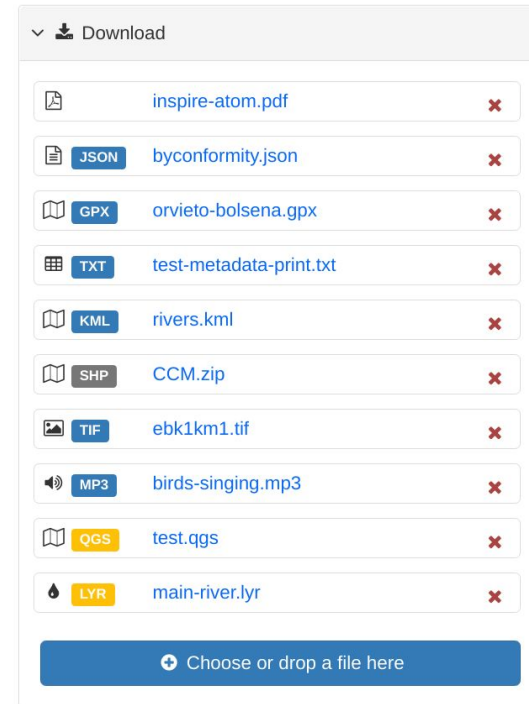 Download
inspire-atom.pdf
JSON byconformity.json
GPX orvieto-bolsena.gpx
TXT test-metadata-print.txt
KML rivers.kml
SHP CCM.zip
TIF ebk1km1.tif
MP3 birds-singing.mp3
QGS test.qgs
LYR main-river.lyr
Choose or drop a file here